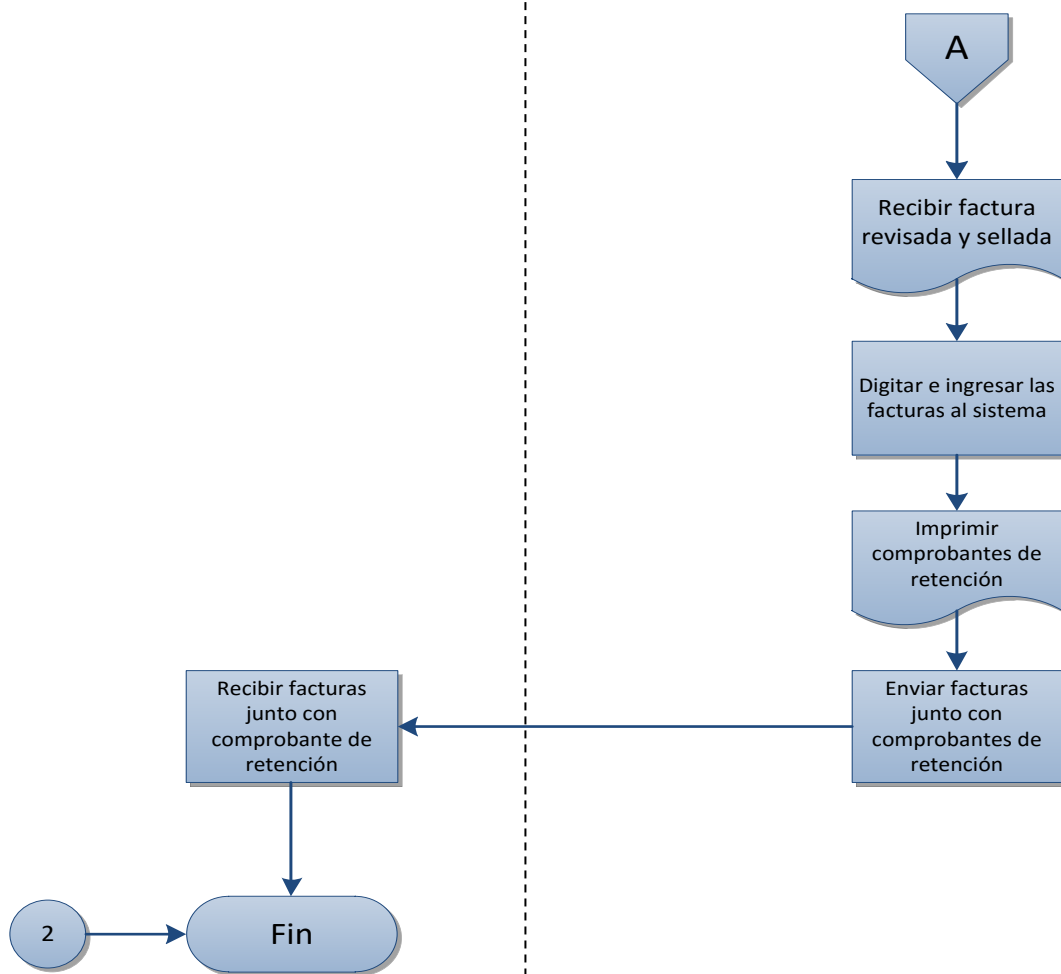 A
Recibir factura
revisada y sellada
Digitar e ingresar las
facturas al sistema
Imprimir
comprobantes de
retención
Enviar facturas
junto con
comprobantes de
retención
Recibir facturas
junto con
comprobante de
retención
2
Fin